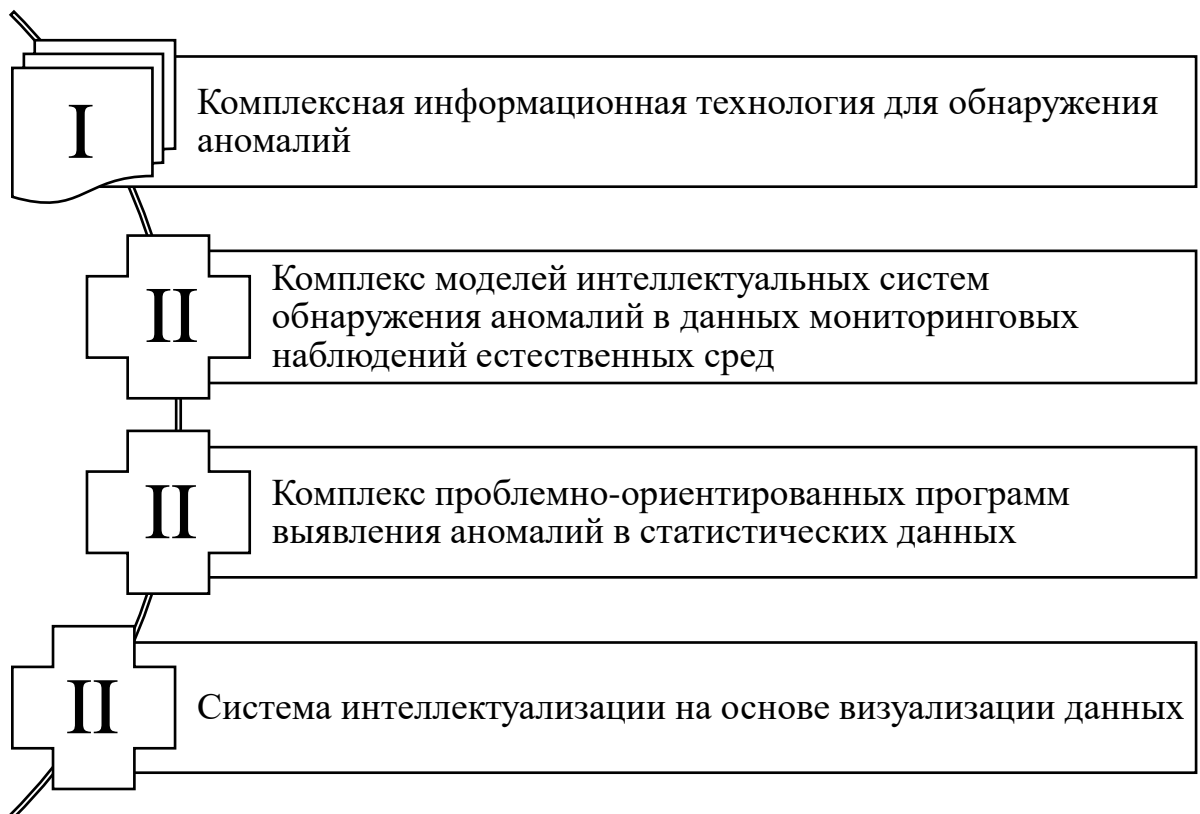 I
Комплексная информационная технология для обнаружения
аномалий
II
Комплекс моделей интеллектуальных систем
обнаружения аномалий в данных мониторинговых
наблюдений естественных сред
II
Комплекс проблемно-ориентированных программ
выявления аномалий в статистических данных
II
Система интеллектуализации на основе визуализации данных